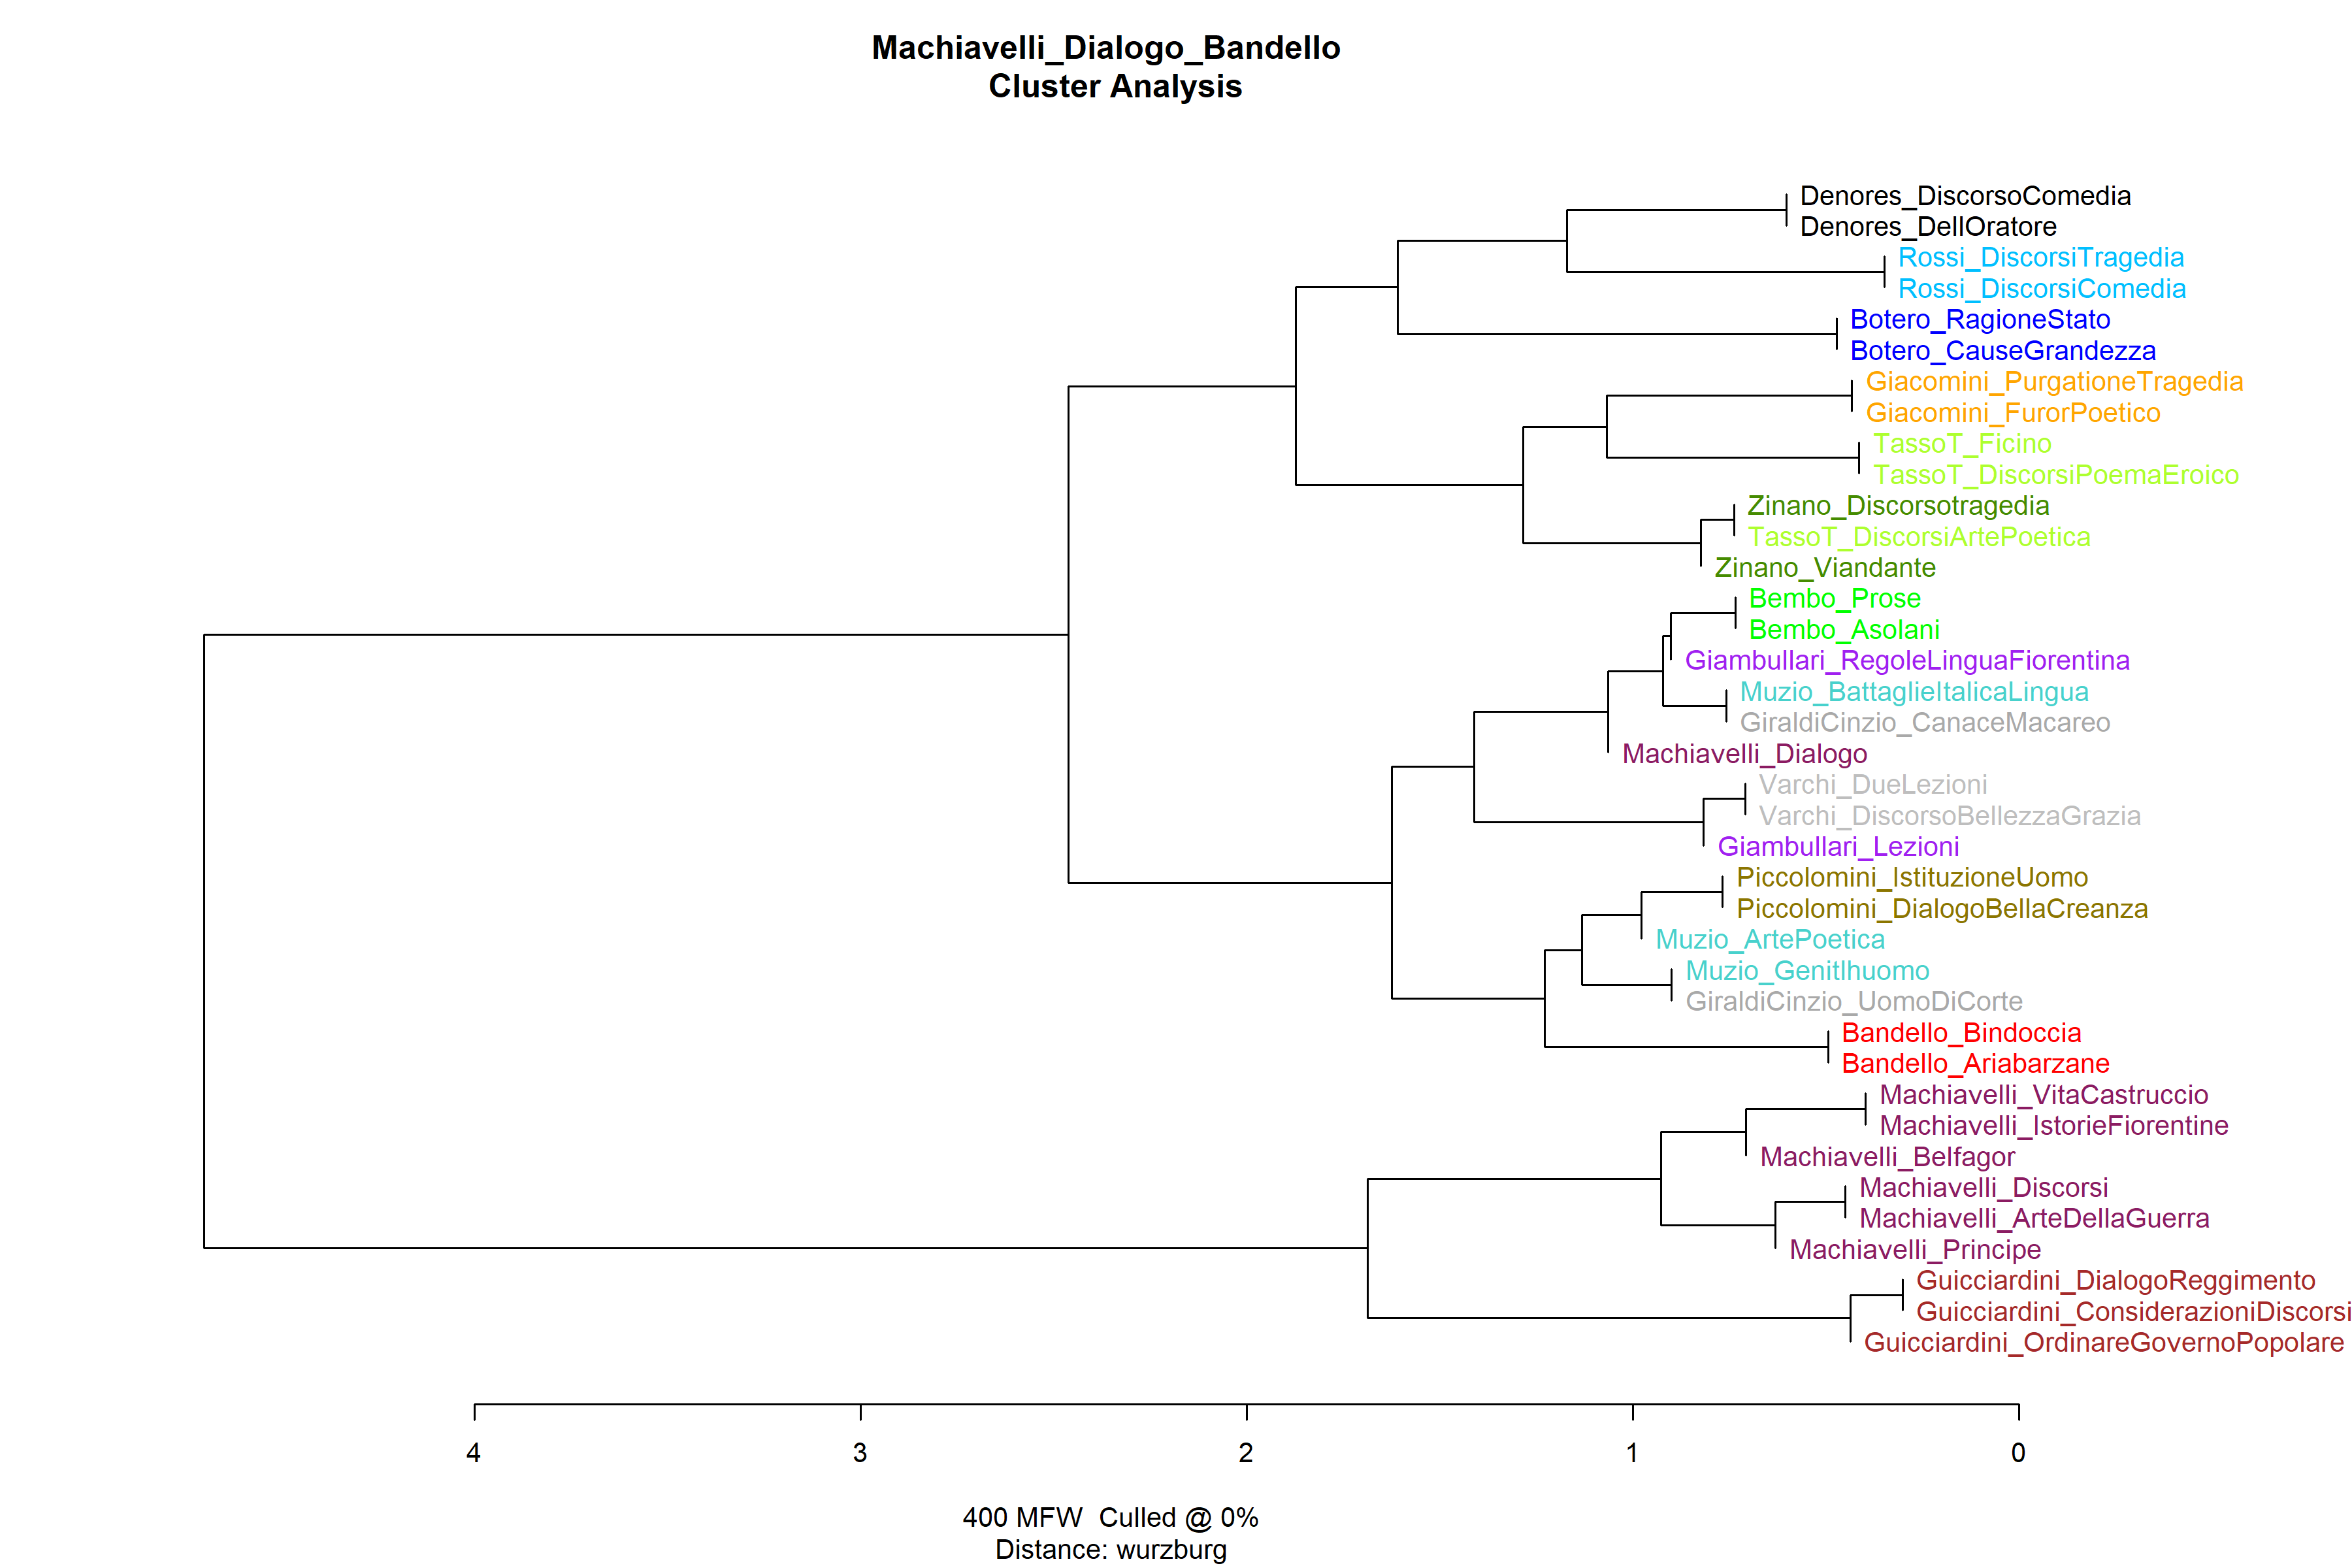 Machiavelli_Dialogo_Bandello
Cluster Analysis
Denores_DiscorsoComedia
Denores_DellOratore
Rossi_DiscorsiTragedia
Rossi_DiscorsiComedia
Botero_RagioneStato
Botero_CauseGrandezza
Giacomini_PurgationeTragedia
Giacomini_FurorPoetico
TassoT_Ficino
TassoT_DiscorsiPoemaEroico
Zinano_Discorsotragedia
TassoT_DiscorsiArtePoetica
Zinano_Viandante
Bembo_Prose
Bembo_Asolani
Giambullari_RegoleLinguaFiorentina
Muzio_BattaglieItalicaLingua
GiraldiCinzio_CanaceMacareo
Machiavelli_Dialogo
Varchi_DueLezioni
Varchi_DiscorsoBellezzaGrazia
Giambullari_Lezioni
Piccolomini_IstituzioneUomo
Piccolomini_DialogoBellaCreanza
Muzio_ArtePoetica
Muzio_Genitlhuomo
GiraldiCinzio_UomoDiCorte
Bandello_Bindoccia
Bandello_Ariabarzane
Machiavelli_VitaCastruccio
Machiavelli_IstorieFiorentine
Machiavelli_Belfagor
Machiavelli_Discorsi
Machiavelli_ArteDellaGuerra
Machiavelli_Principe
Guicciardini_DialogoReggimento
Guicciardini_ConsiderazioniDiscorsi
Guicciardini_OrdinareGovernoPopolare
4 3 2 1 0
400 MFW  Culled @ 0%
Distance: wurzburg